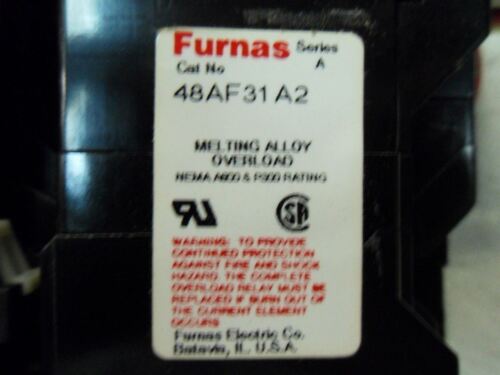 Furnas Series
Cat No A
48AF31A2
MELTING ALLOY
OVERLOAD
NEMA A600 & P300 RATING
UR SA
WARNING: TO PROVIDE
CONTINUED PROTECTION
AGAINST FIRE AND SHOCK
HAZARD, THE COMPLETE
OVERLOAD RELAY MUST BE
REPLACED IF BURN OUT OF
THE CURRENT ELEMENT
OCCURS
Furnas Electric Co.
Batavia, IL, U.S.A.